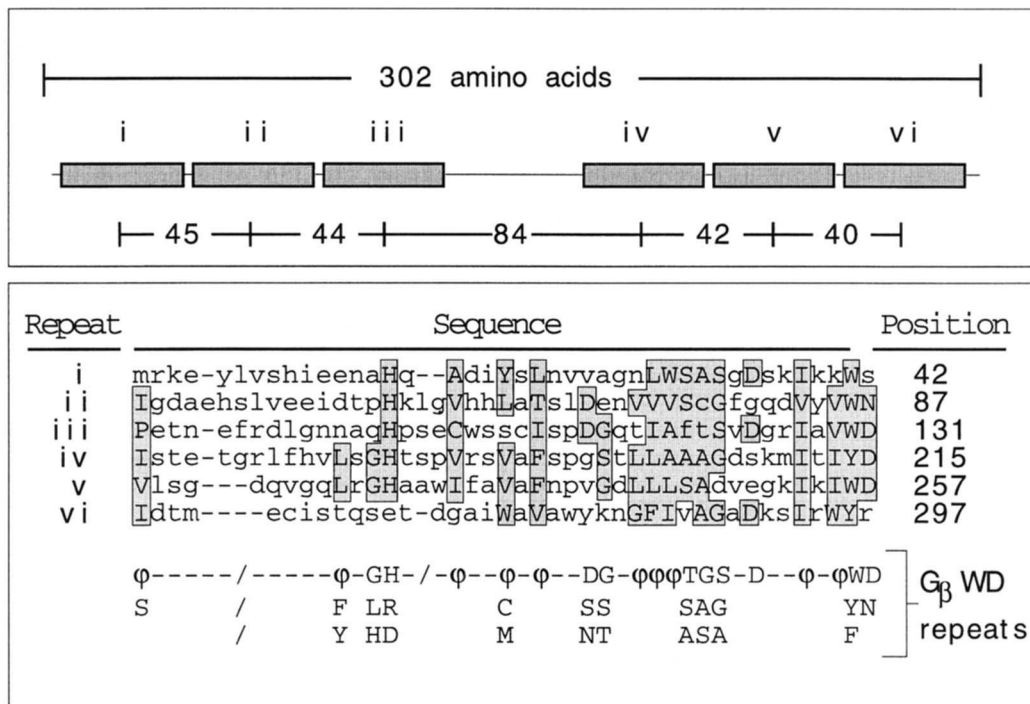 302 amino acids
i ii iii iv v vi
45 44 84 42 40
Repeat Sequence Position
i mrke-ylvshieenaHq--AdiYsLnvvagnLWSASgDskIkkWs 42
ii IgdaehslveeidtpHklgVhhLaTslDenVVVScGfgqdVyVWN 87
iii Petn-efrdlgnnagHpseCwsscIspDGqtIAftSvDgrIaVWD 131
iv Iste-tgrlfhvLsGHtspVrsVaFspgStLLAAAGdskmItIYD 215
v Vlsg---dqvgqLrGHaawIfaVaFnpvGdLLLSAdvegkIkIWD 257
vi Idtm----ecistqset-dgaiWaVawyknGFIvAGaDksIrWYr 297
φ-----/-----φ-GH-/-φ--φ-φ--DG-φφφTGS-D--φ-φWD
S / F LR C SS SAG YN
/ Y HD M NT ASA F
Gβ WD
repeats